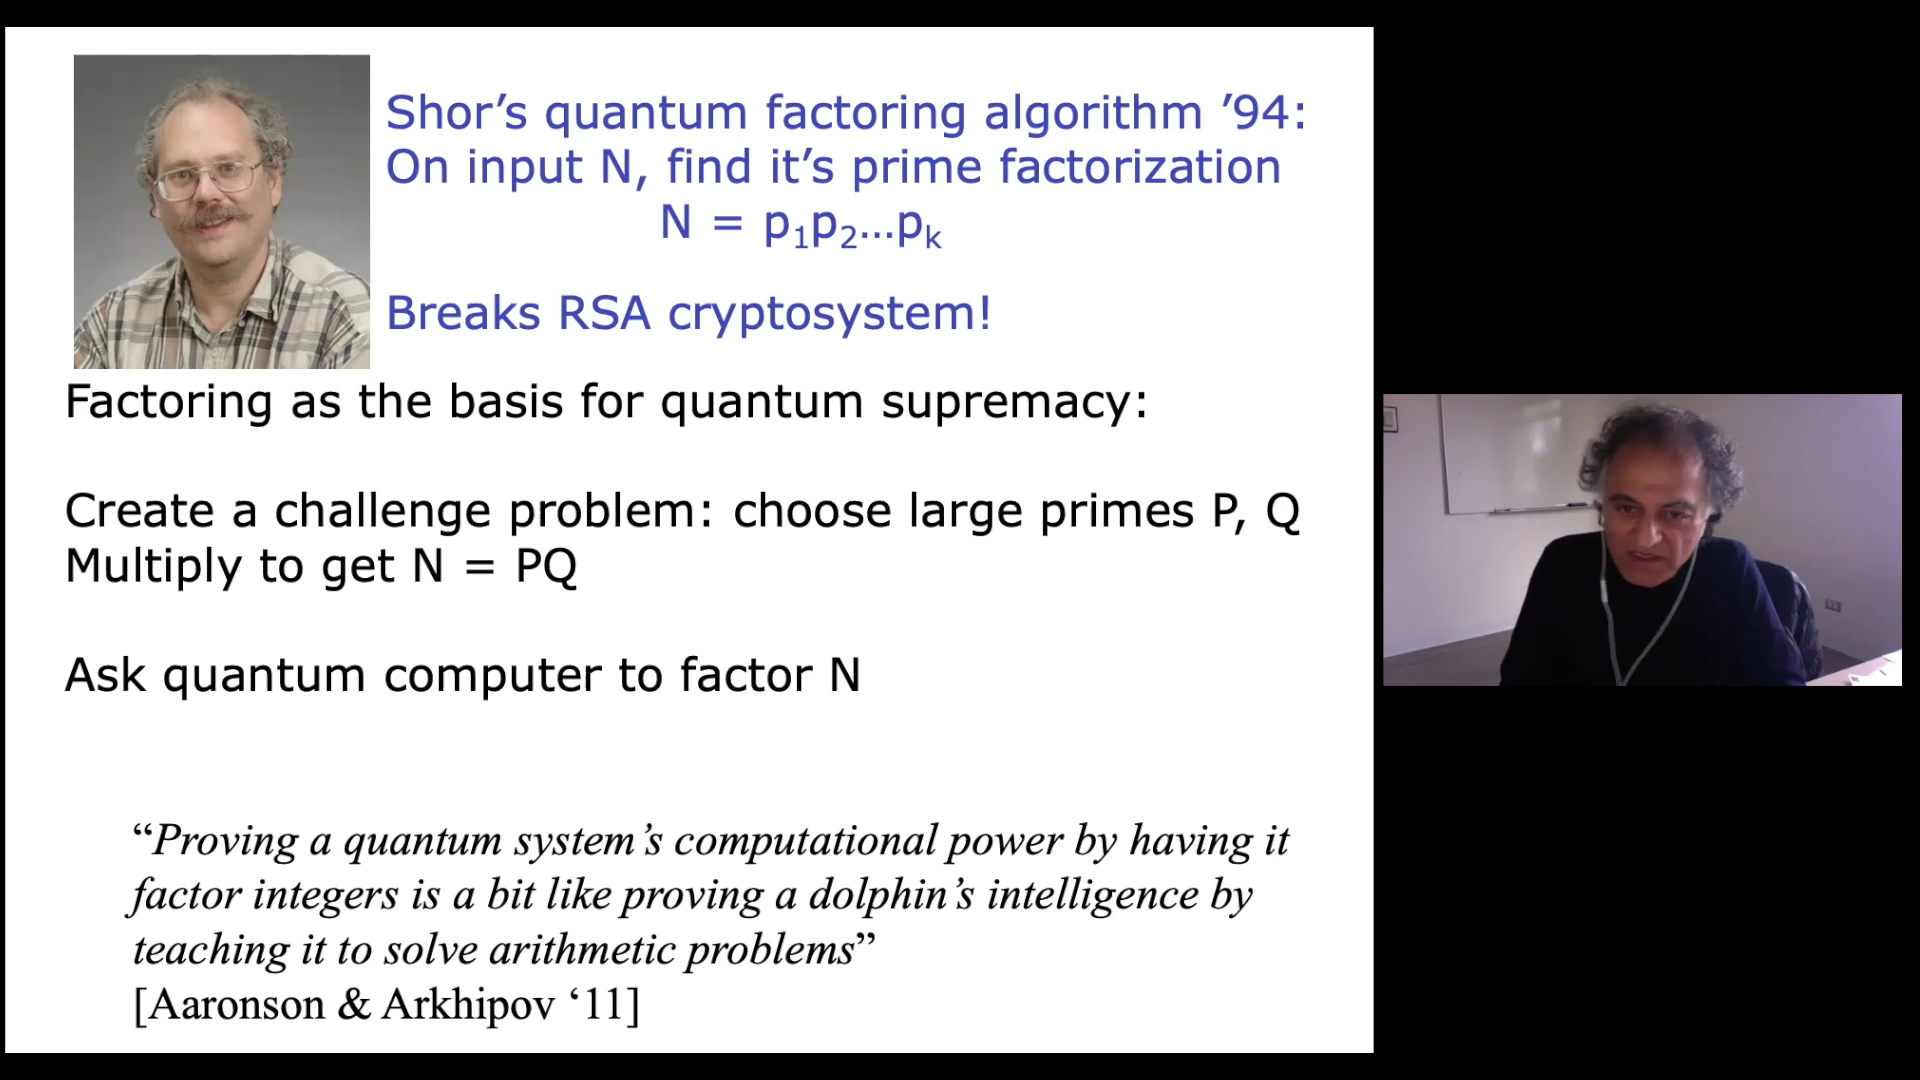 Shor’s quantum factoring algorithm ’94:
On input N, find it’s prime factorization
N = p₁p₂…pₖ
Breaks RSA cryptosystem!
Factoring as the basis for quantum supremacy:
Create a challenge problem: choose large primes P, Q
Multiply to get N = PQ
Ask quantum computer to factor N
“Proving a quantum system’s computational power by having it
factor integers is a bit like proving a dolphin’s intelligence by
teaching it to solve arithmetic problems”
[Aaronson & Arkhipov ‘11]